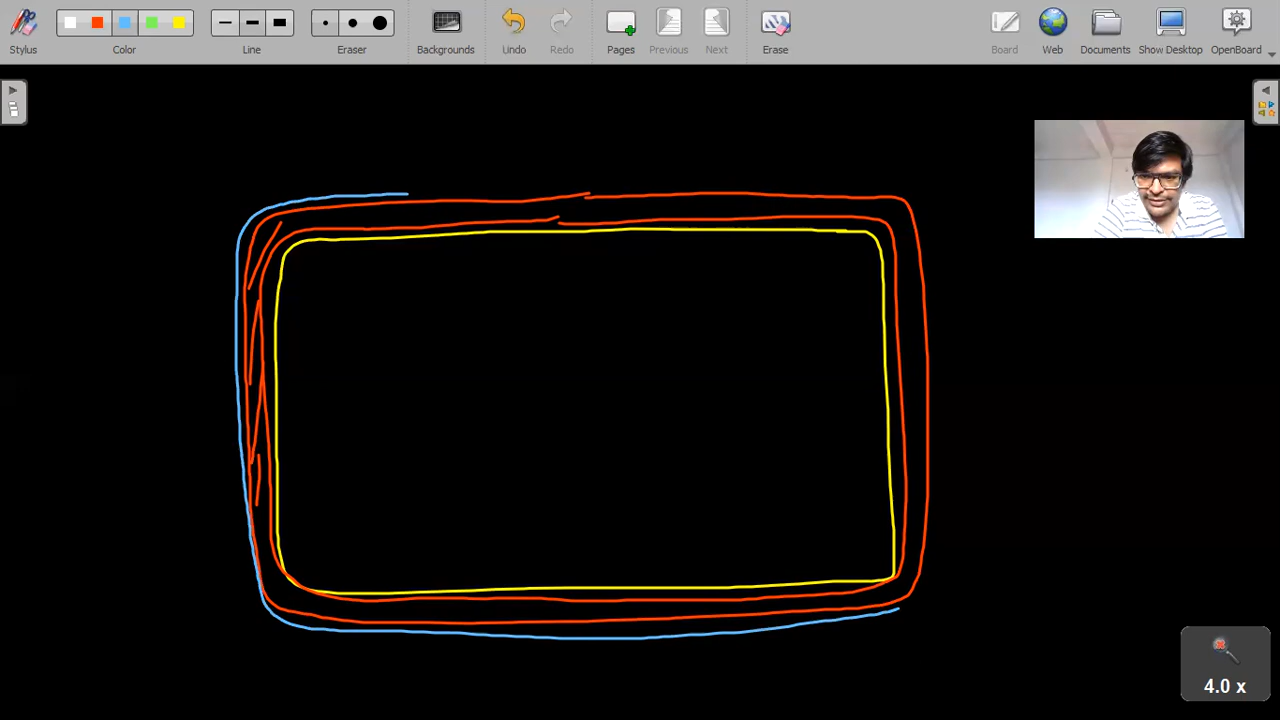 Stylus
Color
Line
Eraser
Backgrounds
Undo
Redo
Pages
Previous
Next
Erase
Board
Web
Documents
Show Desktop
OpenBoard
4.0 x